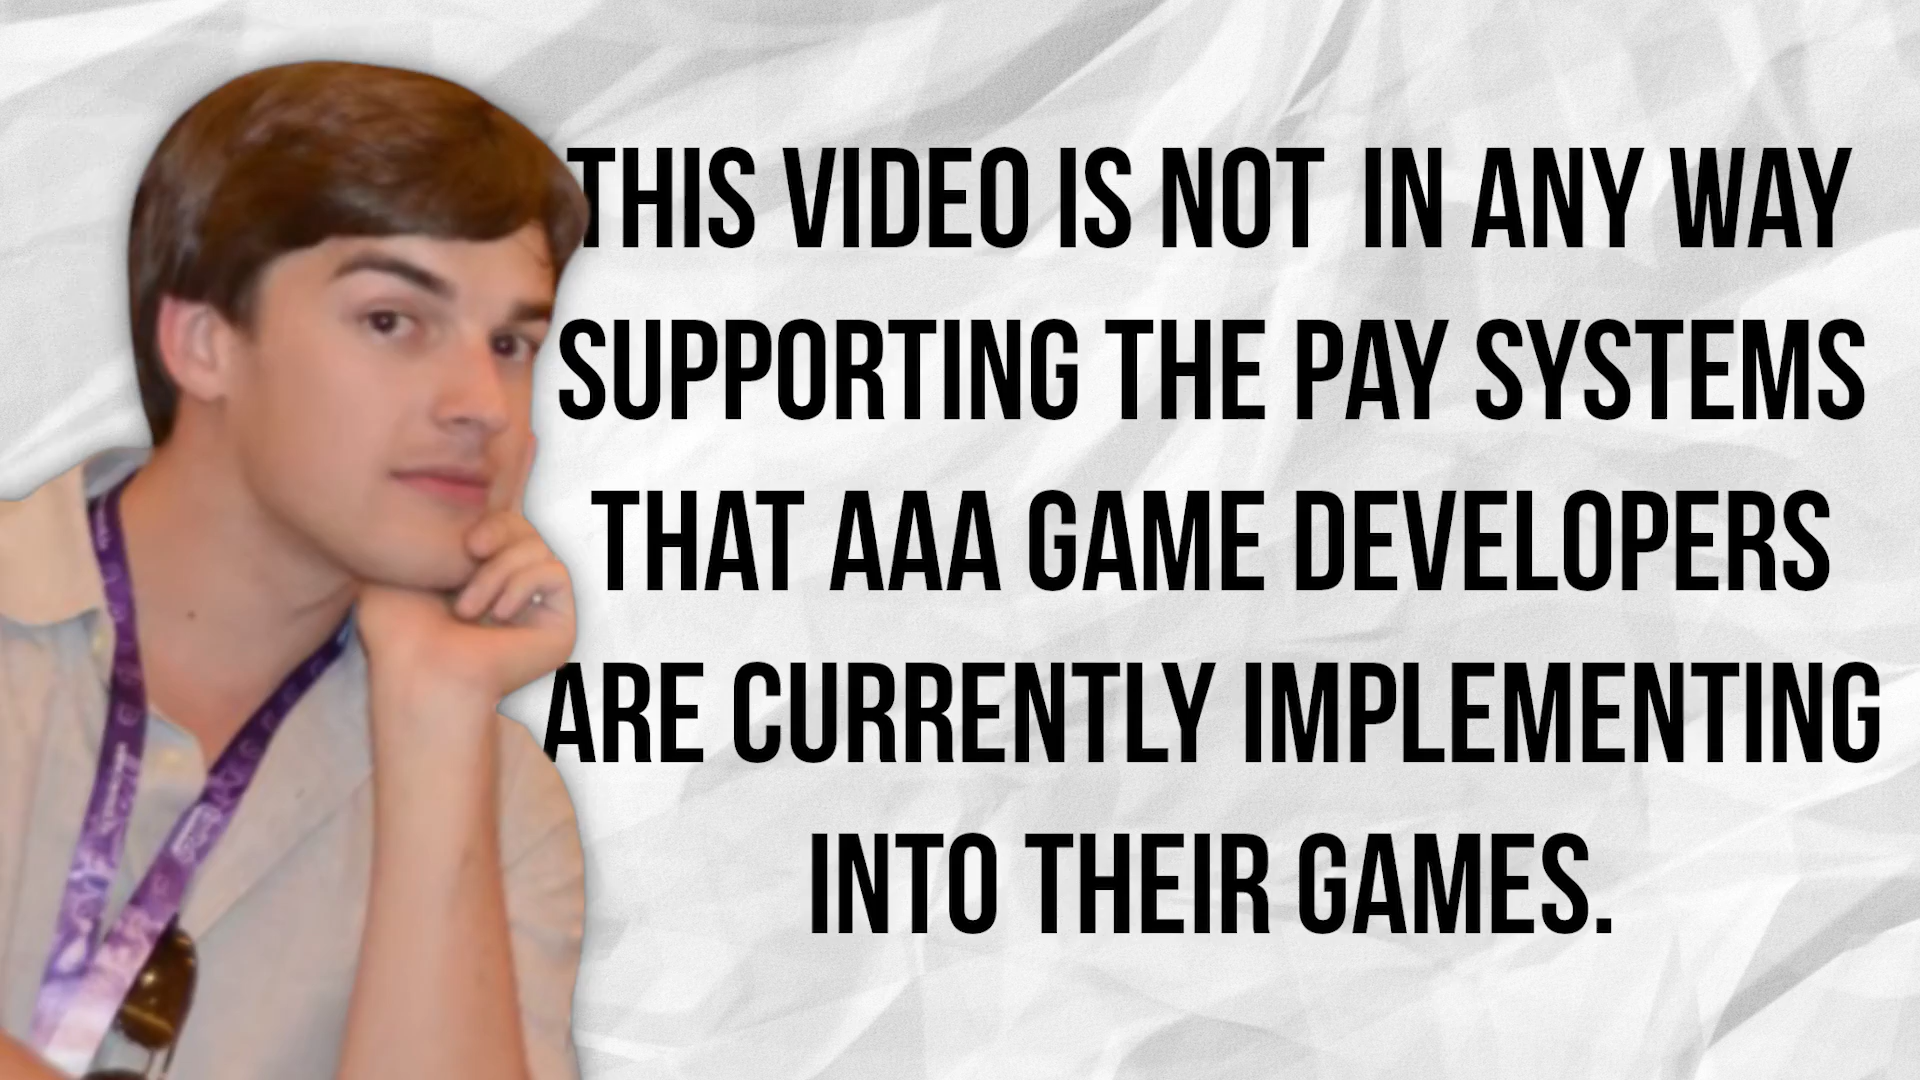 THIS VIDEO IS NOT IN ANY WAY
SUPPORTING THE PAY SYSTEMS
THAT AAA GAME DEVELOPERS
ARE CURRENTLY IMPLEMENTING
INTO THEIR GAMES.